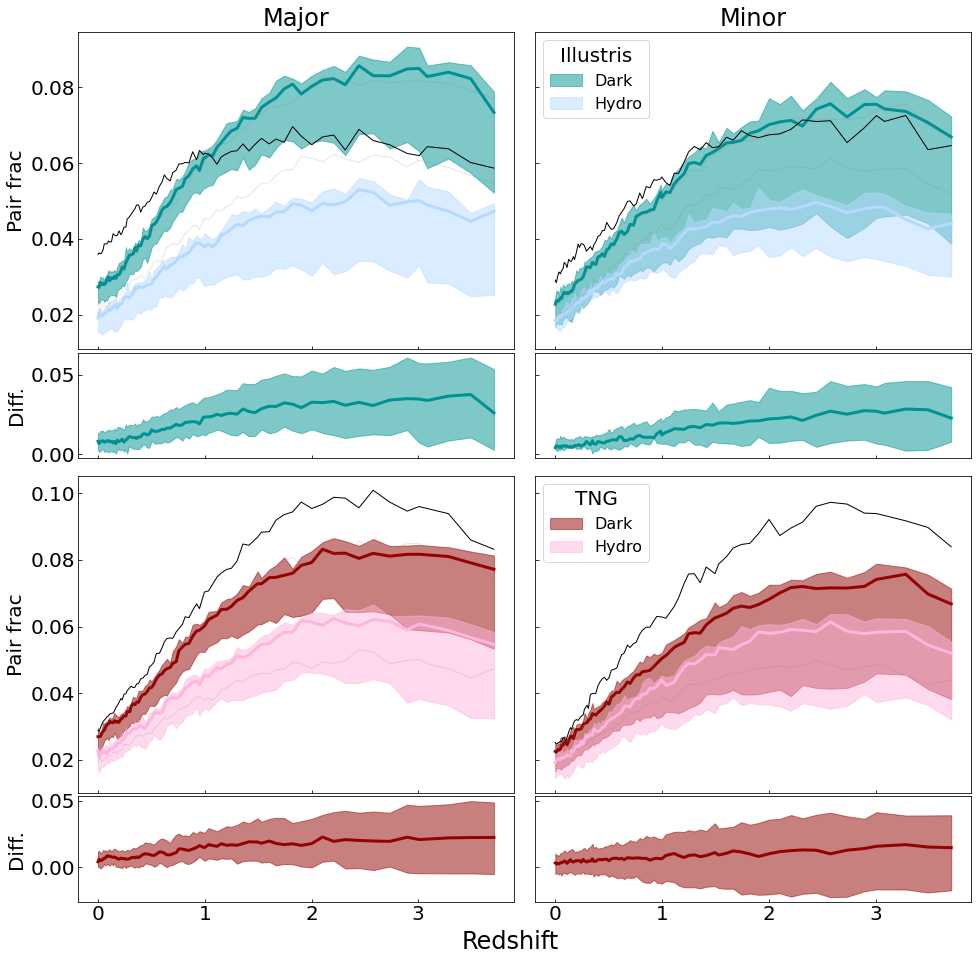 Major Minor
Illustris
Dark
Hydro
Pair frac
0.08
0.06
0.04
0.02
Diff.
0.05
0.00
TNG
Dark
Hydro
Pair frac
0.10
0.08
0.06
0.04
0.02
Diff.
0.05
0.00
0 1 2 3 0 1 2 3
Redshift